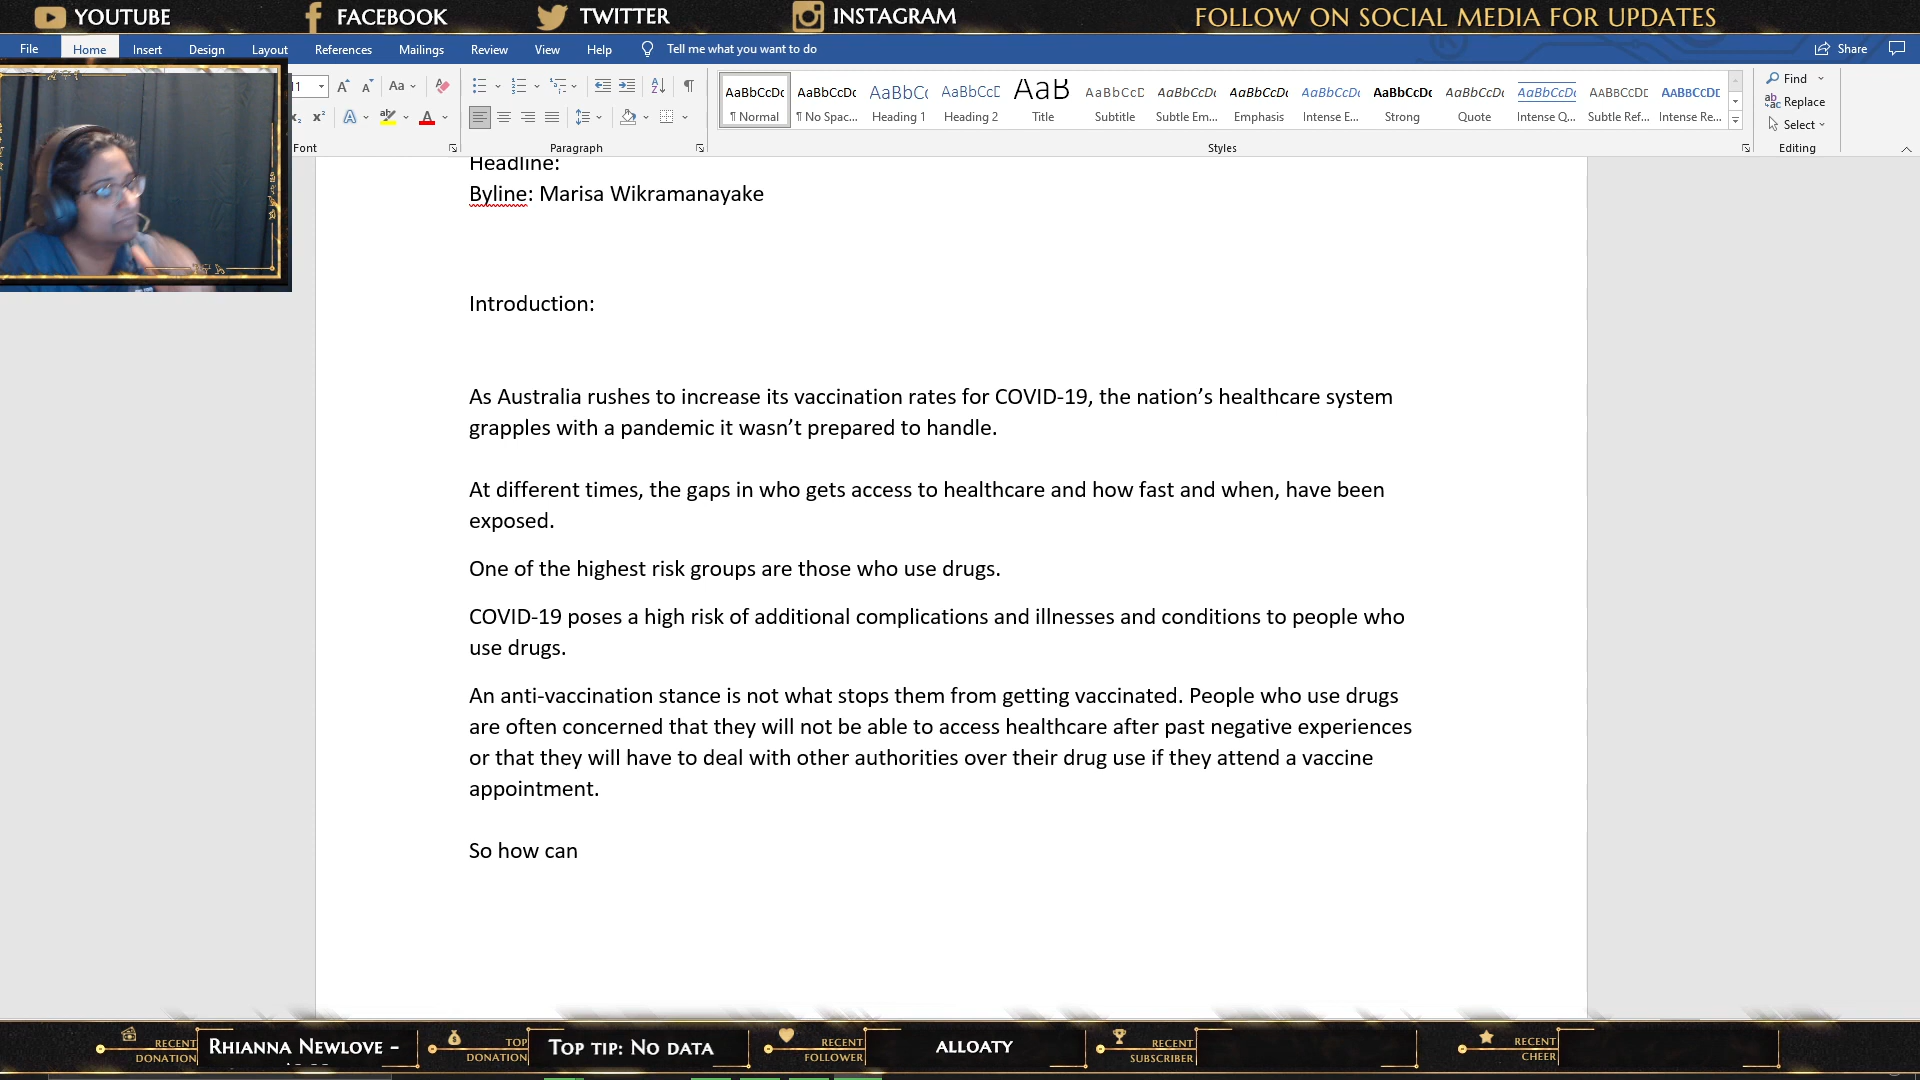 YOUTUBE FACEBOOK TWITTER INSTAGRAM FOLLOW ON SOCIAL MEDIA FOR UPDATES
File Home Insert Design Layout References Mailings Review View Help Tell me what you want to do Share
Aa Find
Replace
Select
AaBbCcDc AaBbCcDc AaBbC AaBbCcD AaB AaBbCcD AaBbCcDc AaBbCcDc AaBbCcDc AaBbCcDc AaBbCcDc AaBbCcDc AaBbCcDc AaBbCcDc
¶ Normal ¶ No Spac... Heading 1 Heading 2 Title Subtitle Subtle Em... Emphasis Intense E... Strong Quote Intense Q... Subtle Ref... Intense Re...
Font Paragraph Styles Editing
Headline:
Byline: Marisa Wikramanayake
Introduction:
As Australia rushes to increase its vaccination rates for COVID-19, the nation’s healthcare system
grapples with a pandemic it wasn’t prepared to handle.
At different times, the gaps in who gets access to healthcare and how fast and when, have been
exposed.
One of the highest risk groups are those who use drugs.
COVID-19 poses a high risk of additional complications and illnesses and conditions to people who
use drugs.
An anti-vaccination stance is not what stops them from getting vaccinated. People who use drugs
are often concerned that they will not be able to access healthcare after past negative experiences
or that they will have to deal with other authorities over their drug use if they attend a vaccine
appointment.
So how can
RECENT DONATION RHIANNA NEWLOVE -
TOP DONATION TOP TIP: NO DATA
RECENT FOLLOWER ALLOATY
RECENT SUBSCRIBER
RECENT CHEER